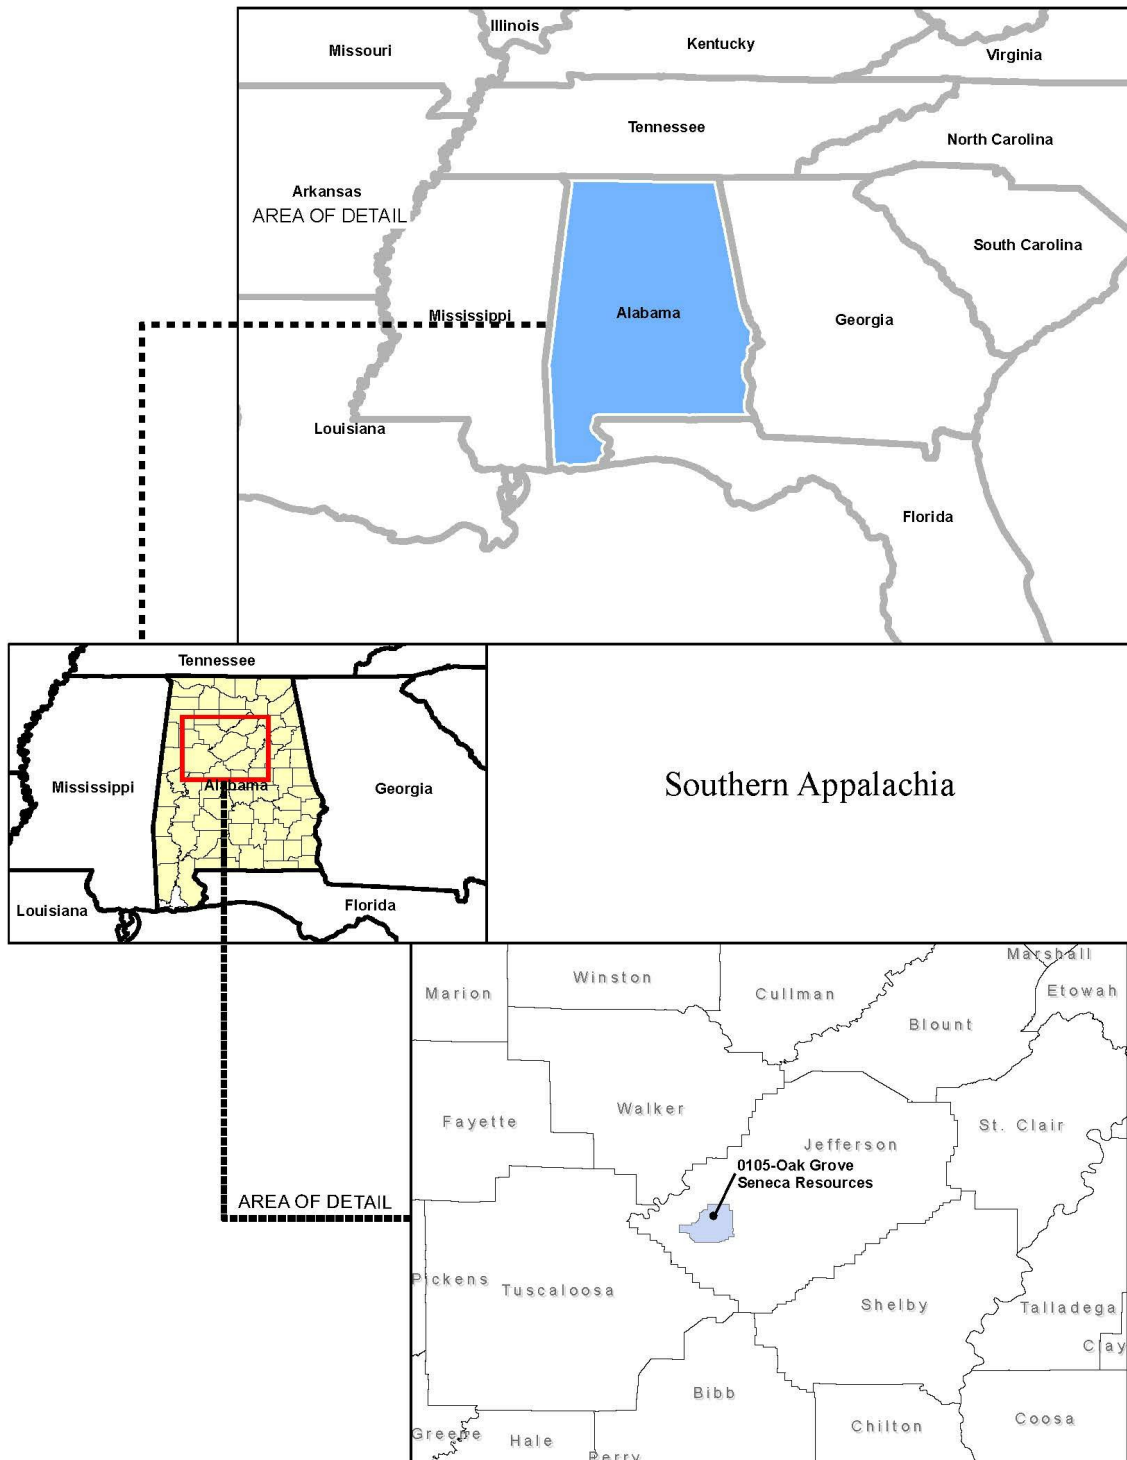 Illinois
Missouri
Kentucky
Virginia
Tennessee
North Carolina
Arkansas
AREA OF DETAIL
South Carolina
Mississippi
Alabama
Georgia
Louisiana
Florida
Tennessee
Mississippi
Alabama
Georgia
Louisiana
Florida
Southern Appalachia
Marshall
Winston
Marion
Cullman
Etowah
Blount
Walker
Fayette
St. Clair
Jefferson
0105-Oak Grove
Seneca Resources
AREA OF DETAIL
Pickens
Tuscaloosa
Shelby
Talladega
Clay
Bibb
Chilton
Coosa
Greene
Hale
Perry